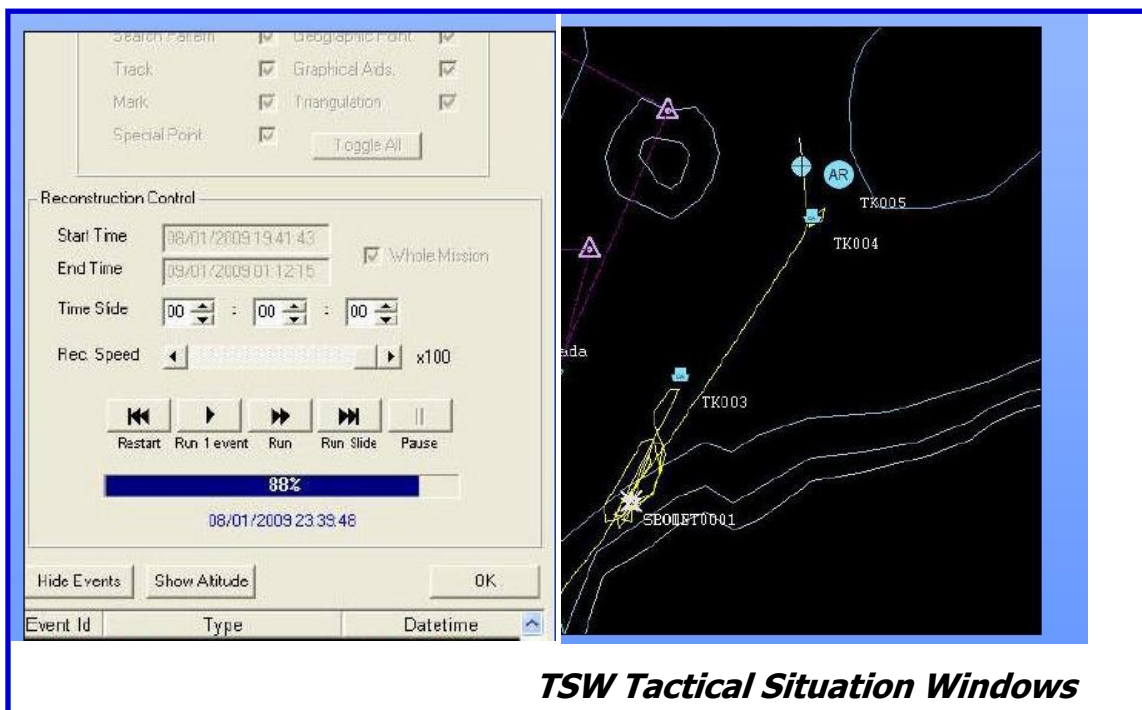 Search Pattern Geographic Point
Track Graphical Aids.
Mark Triangulation
Special Point Toggle All
Reconstruction Control
Start Time 08/01/2009 19:41:43
Whole Mission
End Time 09/01/2009 01:12:15
Time Slide 00 : 00 : 00
Rec. Speed x100
Restart Run 1 event Run Run Slide Pause
88%
08/01/2009 23:39:48
Hide Events Show Altitude OK
Event Id Type Datetime
AR
TK005
TK004
ada
TK003
TSW Tactical Situation Windows